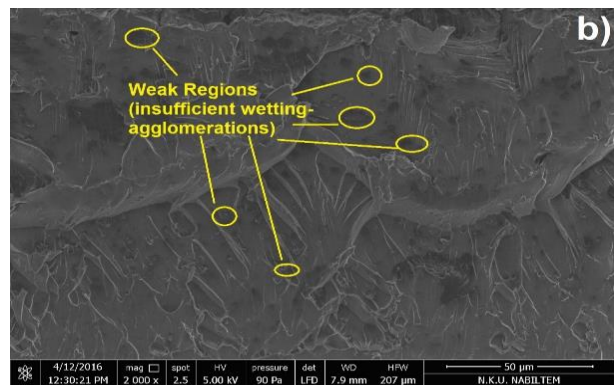 b)
Weak Regions
(insufficient wetting-
agglomerations)
4/12/2016 mag spot HV pressure det WD HFW 50 µm
12:30:21 PM 2 000 x 2.5 5.00 kV 90 Pa LFD 7.9 mm 207 µm N.K.U. NABILTEM